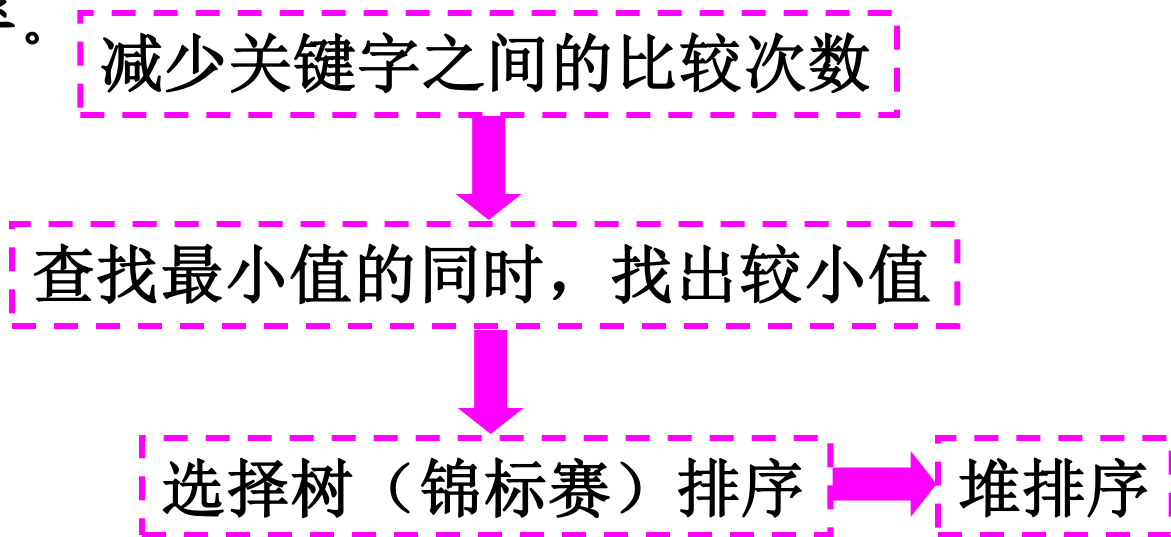 。
减少关键字之间的比较次数
查找最小值的同时，找出较小值
选择树（锦标赛）排序
堆排序